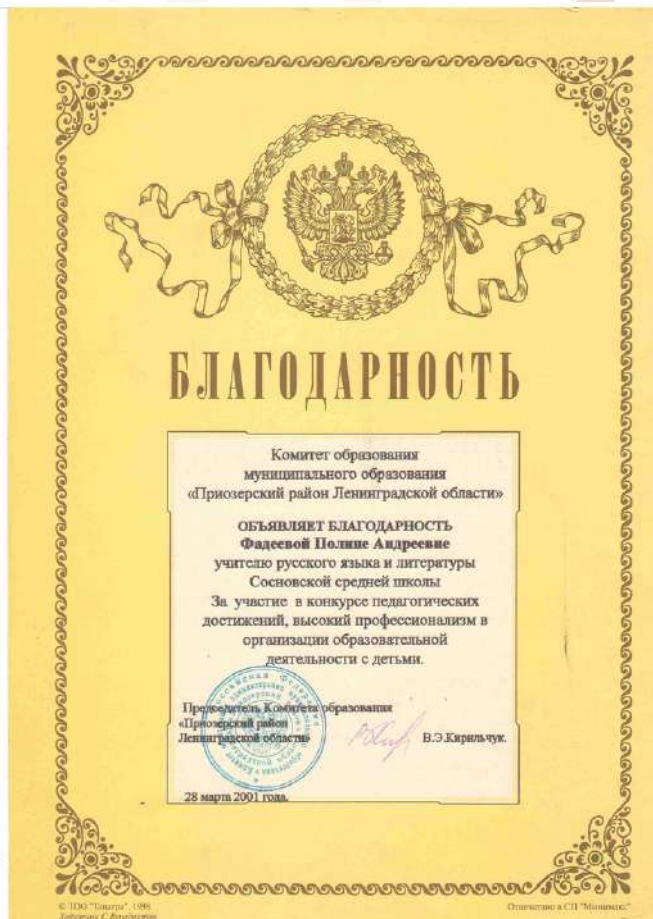 БЛАГОДАРНОСТЬ
Комитет образования
муниципального образования
«Приозерский район Ленинградской области»
ОБЪЯВЛЯЕТ БЛАГОДАРНОСТЬ
Фадеевой Полине Андреевне
учителю русского языка и литературы
Сосновской средней школы
За участие в конкурсе педагогических
достижений, высокий профессионализм в
организации образовательной
деятельности с детьми.
Председатель Комитета образования
«Приозерский район
Ленинградской области» В.Э.Кирильчук.
28 марта 2001 года.
Отпечатано в СП